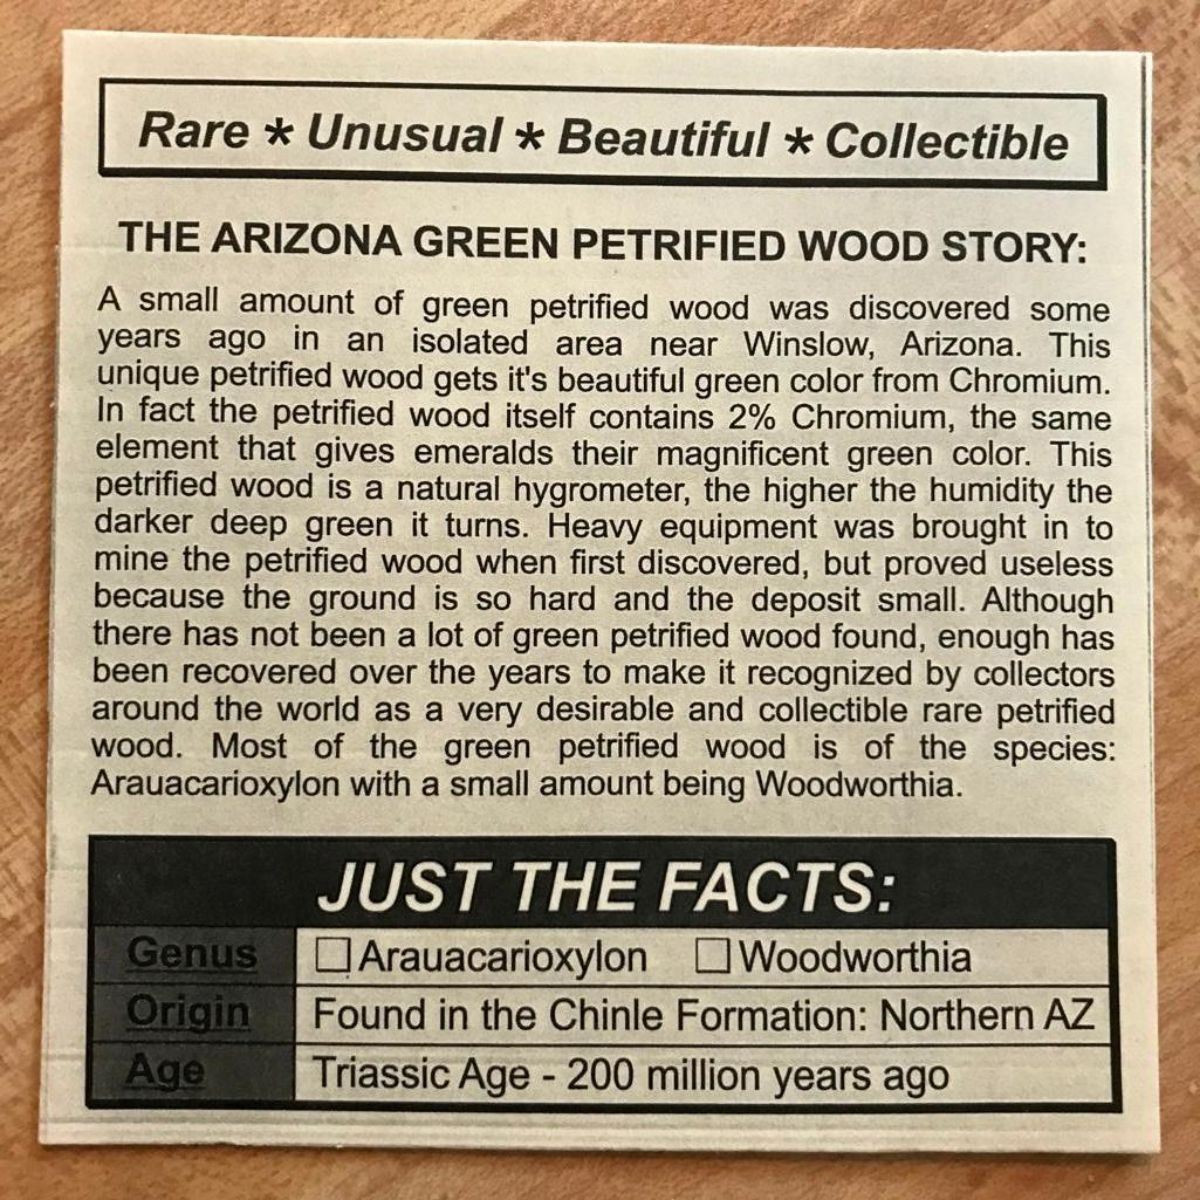 Rare * Unusual * Beautiful * Collectible
THE ARIZONA GREEN PETRIFIED WOOD STORY:
A small amount of green petrified wood was discovered some
years ago in an isolated area near Winslow, Arizona. This
unique petrified wood gets it's beautiful green color from Chromium.
In fact the petrified wood itself contains 2% Chromium, the same
element that gives emeralds their magnificent green color. This
petrified wood is a natural hygrometer, the higher the humidity the
darker deep green it turns. Heavy equipment was brought in to
mine the petrified wood when first discovered, but proved useless
because the ground is so hard and the deposit small. Although
there has not been a lot of green petrified wood found, enough has
been recovered over the years to make it recognized by collectors
around the world as a very desirable and collectible rare petrified
wood. Most of the green petrified wood is of the species:
Arauacarioxylon with a small amount being Woodworthia.
JUST THE FACTS:
Genus ☐ Arauacarioxylon ☐ Woodworthia
Origin Found in the Chinle Formation: Northern AZ
Age Triassic Age - 200 million years ago